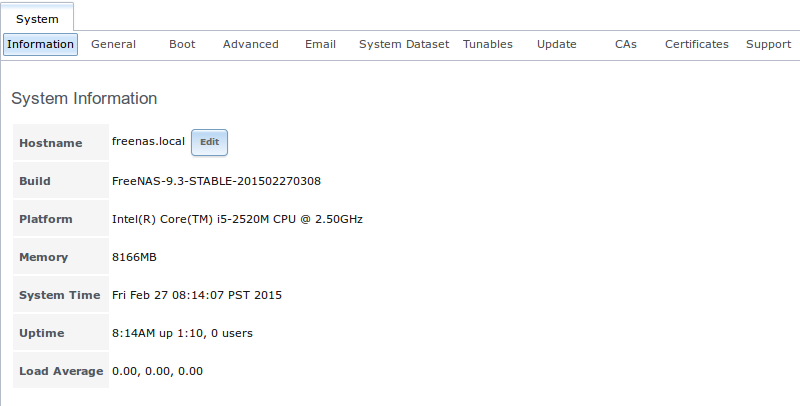 System
Information General Boot Advanced Email System Dataset Tunables Update CAs Certificates Support
System Information
Hostname freenas.local Edit
Build FreeNAS-9.3-STABLE-201502270308
Platform Intel(R) Core(TM) i5-2520M CPU @ 2.50GHz
Memory 8166MB
System Time Fri Feb 27 08:14:07 PST 2015
Uptime 8:14AM up 1:10, 0 users
Load Average 0.00, 0.00, 0.00